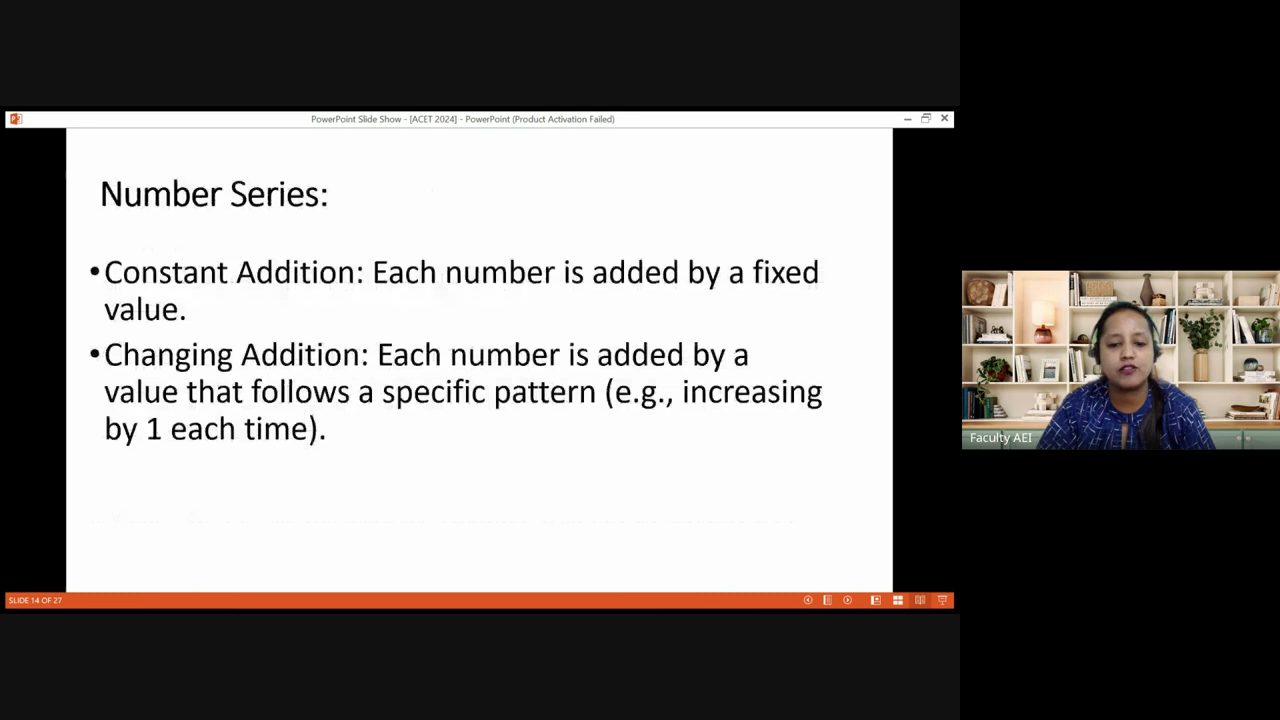 PowerPoint Slide Show - [ACET 2024] - PowerPoint (Product Activation Failed)
Number Series:
•Constant Addition: Each number is added by a fixed
value.
•Changing Addition: Each number is added by a
value that follows a specific pattern (e.g., increasing
by 1 each time).
Faculty AEI
SLIDE 14 OF 27